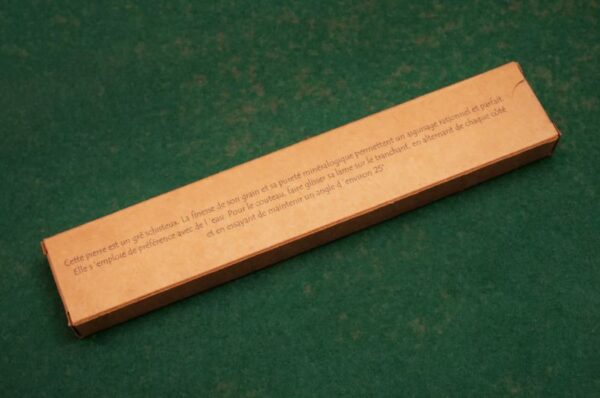 Cette pierre est un gré schisteux. La finesse de son grain et sa pureté minéralogique permettent un aiguisage rationnel et parfait.
Elle s'emploie de préférence avec de l'eau. Pour le couteau, faire glisser sa lame sur le tranchant, en alternant de chaque côté
et en essayant de maintenir un angle d'environ 25°